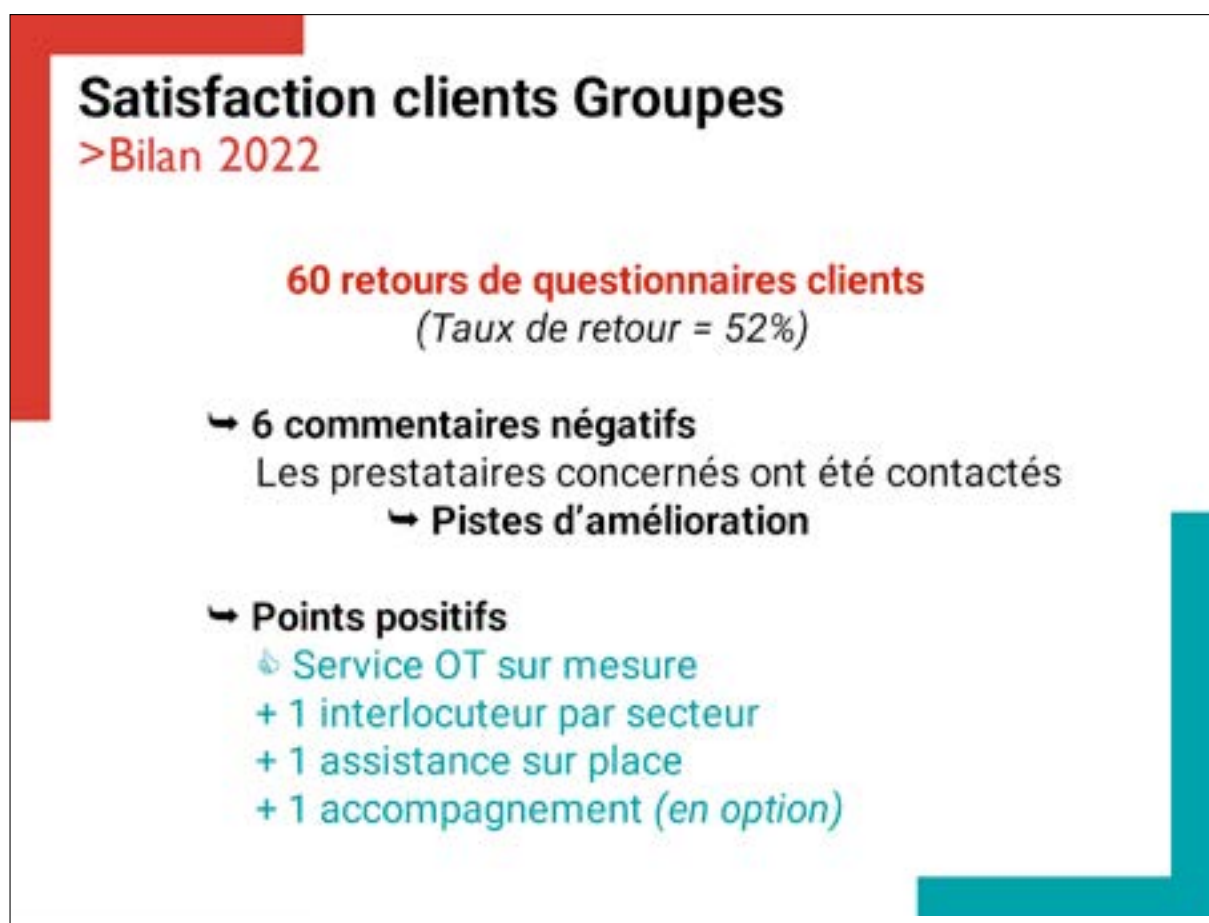 Satisfaction clients Groupes
>Bilan 2022
60 retours de questionnaires clients
(Taux de retour = 52%)
➥ 6 commentaires négatifs
Les prestataires concernés ont été contactés
➥ Pistes d’amélioration
➥ Points positifs
👍 Service OT sur mesure
+ 1 interlocuteur par secteur
+ 1 assistance sur place
+ 1 accompagnement (en option)